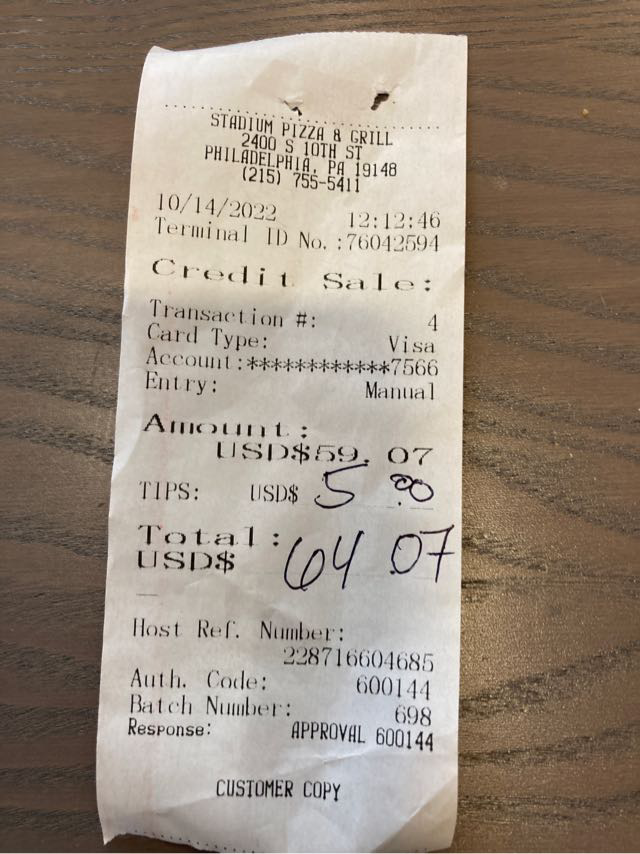 STADIUM PIZZA & GRILL
2400 S 10TH ST
PHILADELPHIA, PA 19148
(215) 755-5411
10/14/2022 12:12:46
Terminal ID No.:76042594
Credit Sale:
Transaction #: 4
Card Type: Visa
Account:************7566
Entry: Manual
Amount:
USD$59.07
TIPS: USD$ 5.00
Total:
USD$ 64.07
Host Ref. Number:
228716604685
Auth. Code: 600144
Batch Number: 698
Response: APPROVAL 600144
CUSTOMER COPY